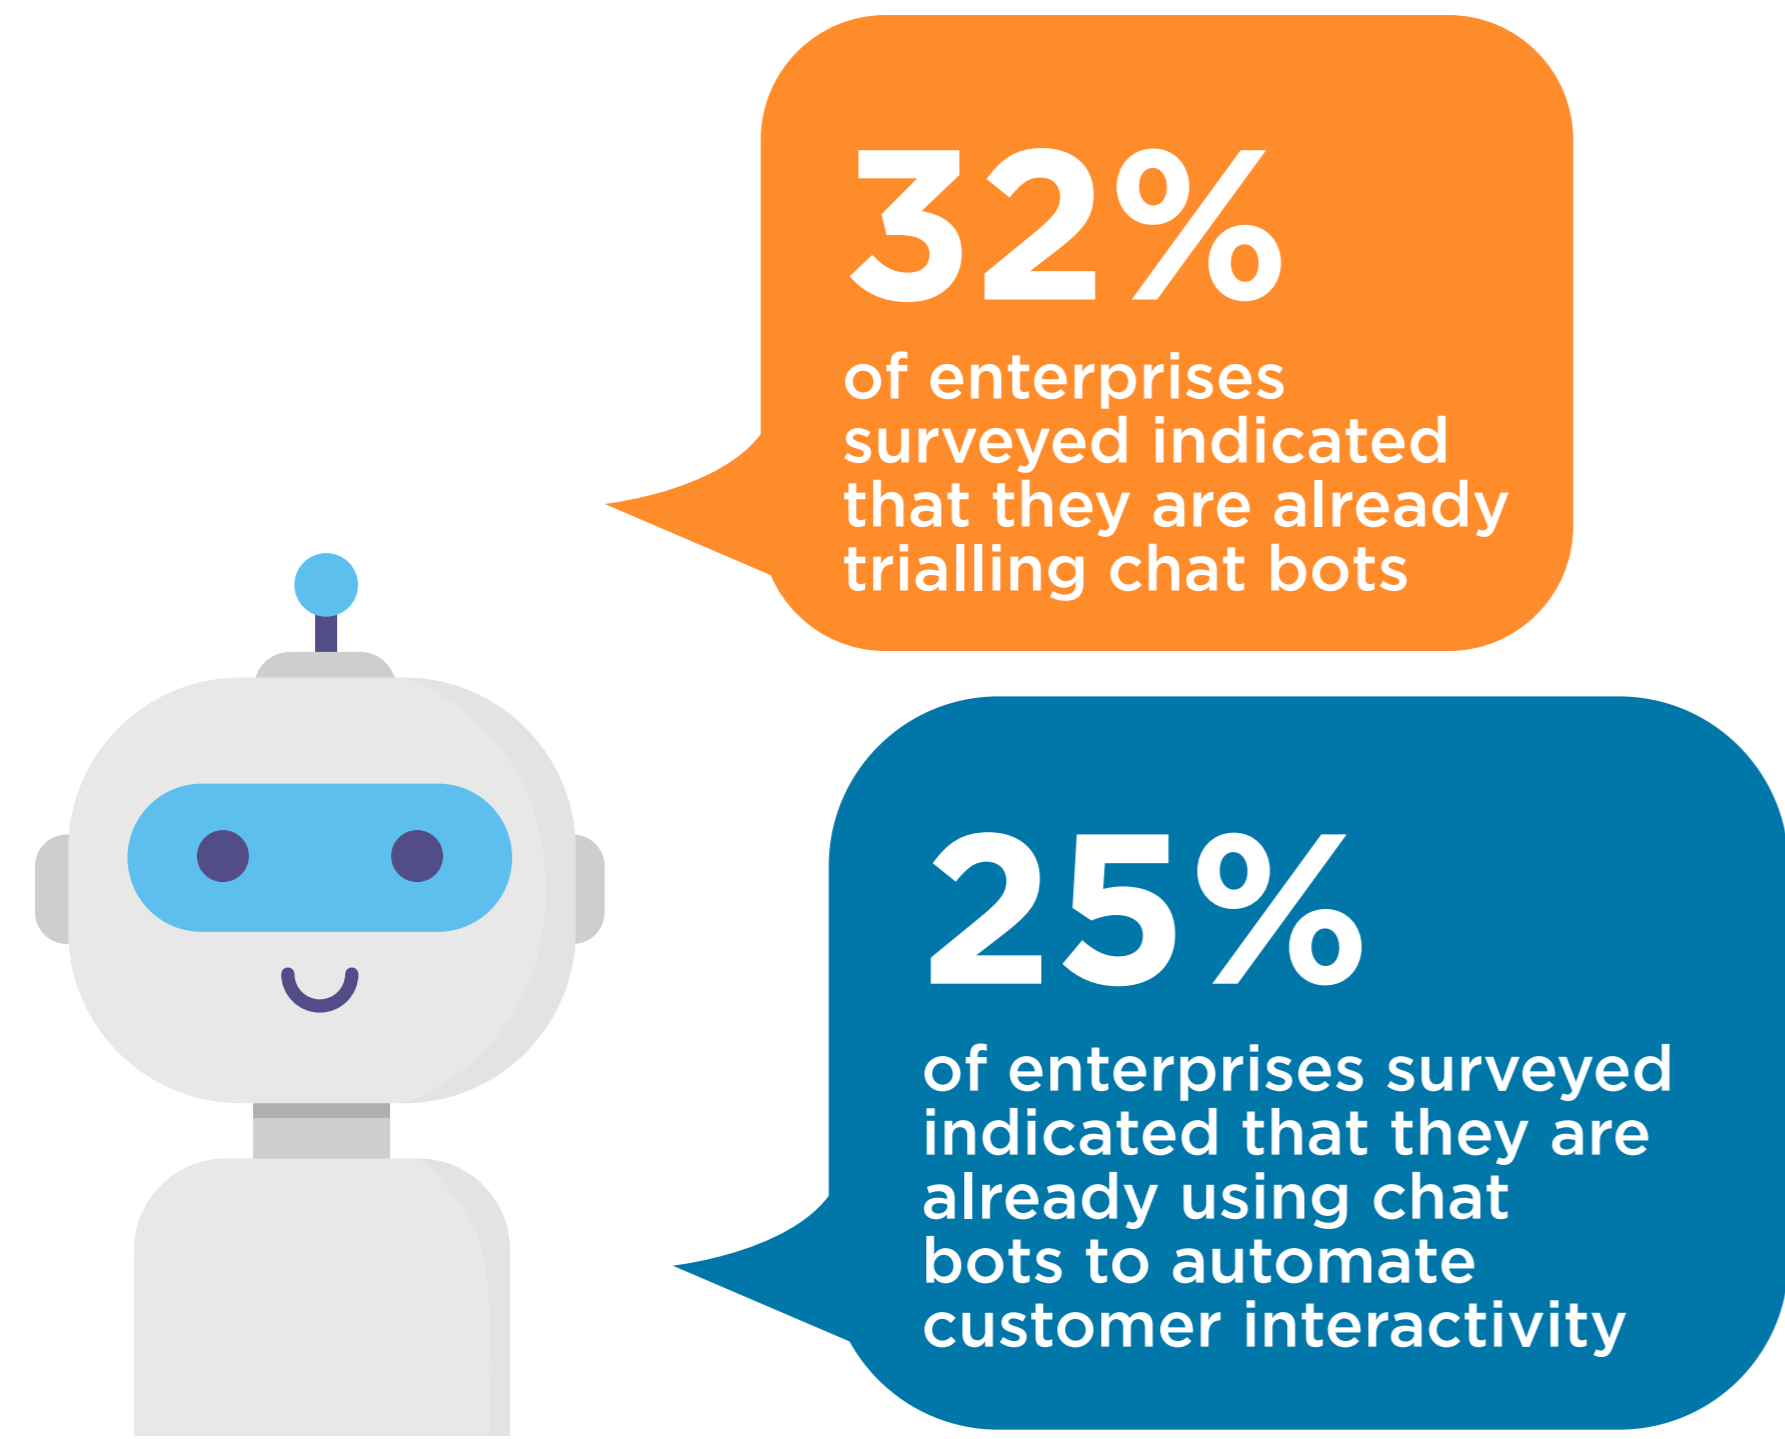 32%
of enterprises
surveyed indicated
that they are already
trialling chat bots
25%
of enterprises surveyed
indicated that they are
already using chat
bots to automate
customer interactivity